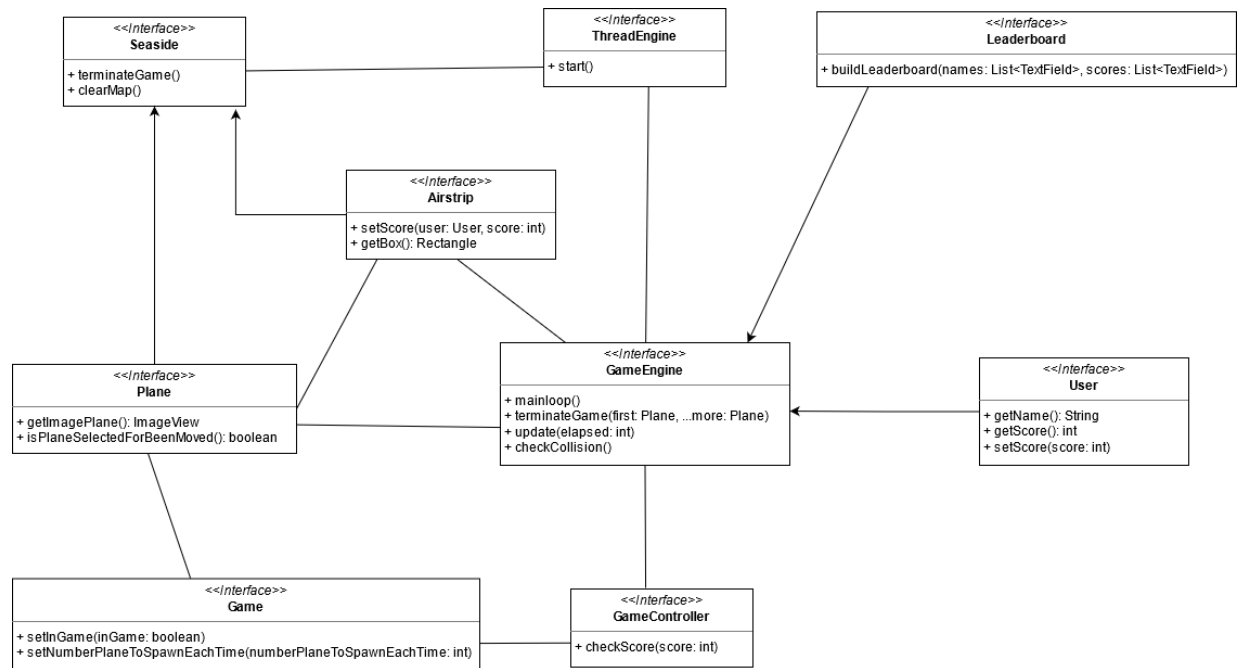 <<Interface>>
Seaside
+ terminateGame()
+ clearMap()
<<Interface>>
ThreadEngine
+ start()
<<Interface>>
Leaderboard
+ buildLeaderboard(names: List<TextField>, scores: List<TextField>)
<<Interface>>
Airstrip
+ setScore(user: User, score: int)
+ getBox(): Rectangle
<<Interface>>
Plane
+ getImagePlane(): ImageView
+ isPlaneSelectedForBeenMoved(): boolean
<<Interface>>
GameEngine
+ mainloop()
+ terminateGame(first: Plane, ...more: Plane)
+ update(elapsed: int)
+ checkCollision()
<<Interface>>
User
+ getName(): String
+ getScore(): int
+ setScore(score: int)
<<Interface>>
Game
+ setInGame(inGame: boolean)
+ setNumberPlaneToSpawnEachTime(numberPlaneToSpawnEachTime: int)
<<Interface>>
GameController
+ checkScore(score: int)